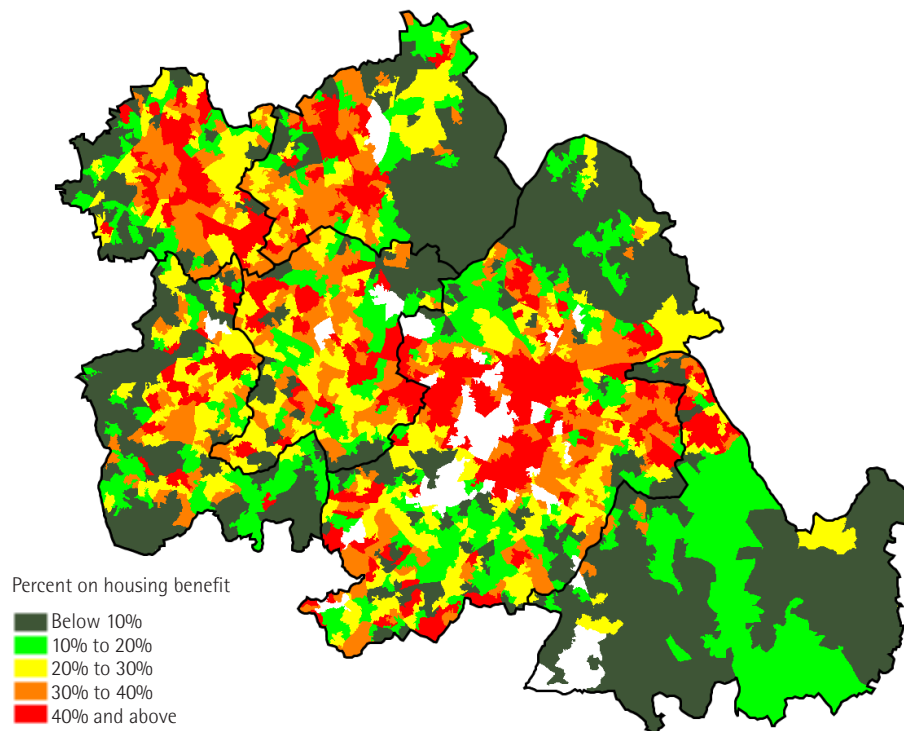 Percent on housing benefit
Below 10%
10% to 20%
20% to 30%
30% to 40%
40% and above